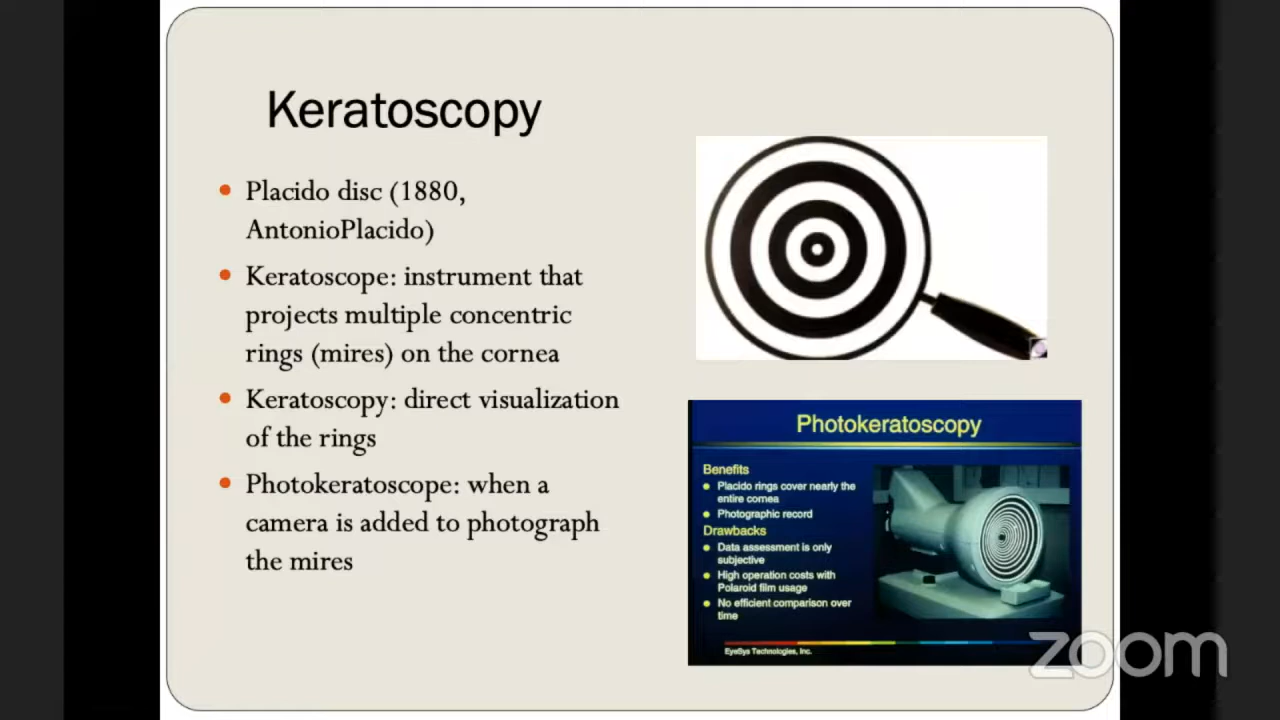 Keratoscopy
Placido disc (1880,
AntonioPlacido)
Keratoscope: instrument that
projects multiple concentric
rings (mires) on the cornea
Keratoscopy: direct visualization
of the rings
Photokeratoscope: when a
camera is added to photograph
the mires
Photokeratoscopy
Benefits
Placido rings cover nearly the
entire cornea
Photographic record
Drawbacks
Data assessment is only
subjective
High operation costs with
Polaroid film usage
No efficient comparison over
time
EyeSys Technologies, Inc.
zoom